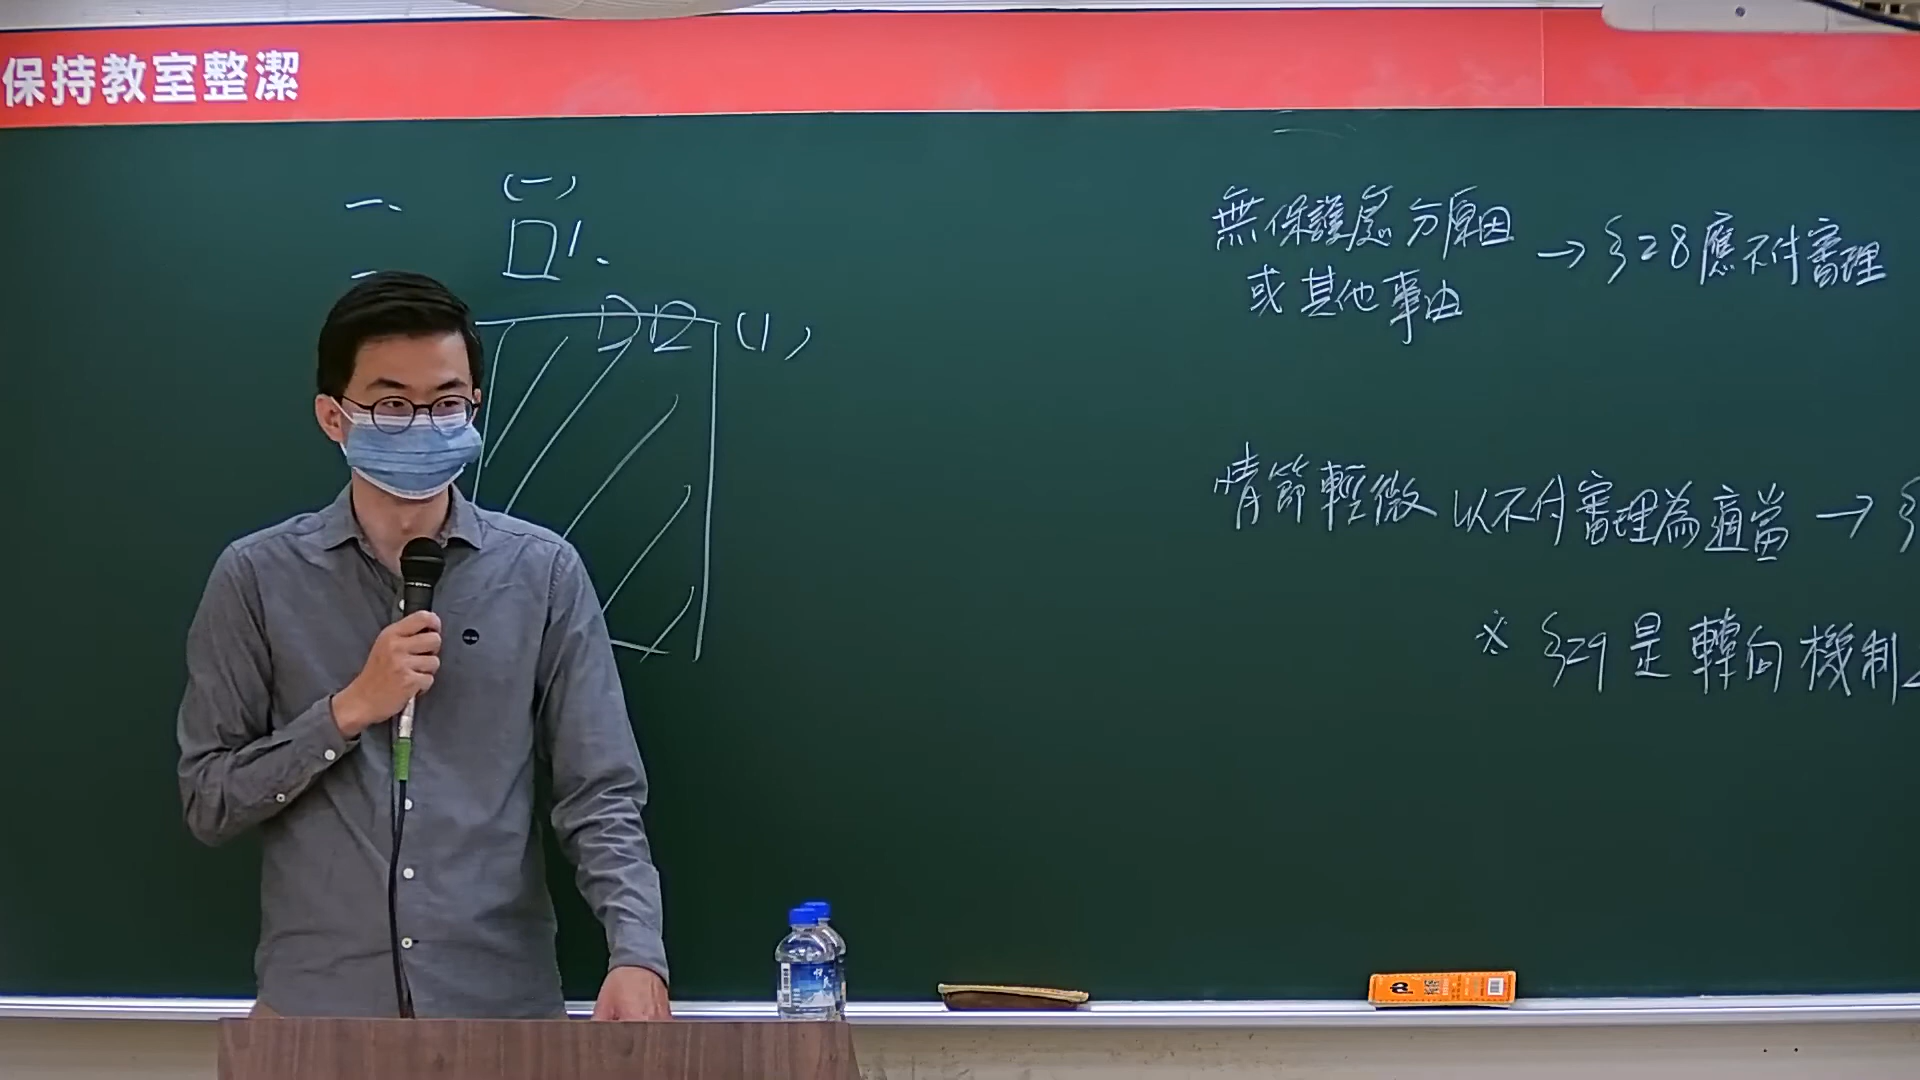 保持教室整潔
一、
(一)
1、
(1)
無保護處分原因
或其他事由
→ §28應不付審理
情節輕微 以不付審理為適當 → §
※ §29是轉向機制